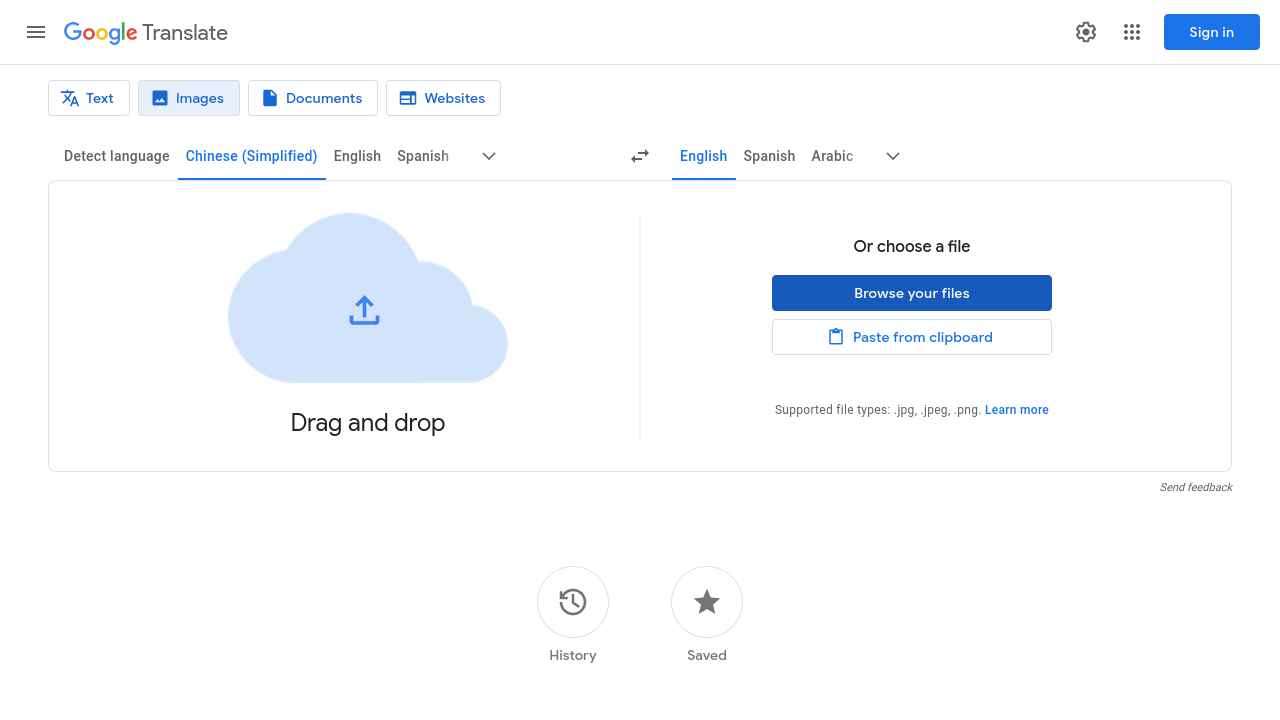 Google Translate
Sign in
Text
Images
Documents
Websites
Detect language
Chinese (Simplified)
English
Spanish
English
Spanish
Arabic
Drag and drop
Or choose a file
Browse your files
Paste from clipboard
Supported file types: .jpg, .jpeg, .png. Learn more
Send feedback
History
Saved